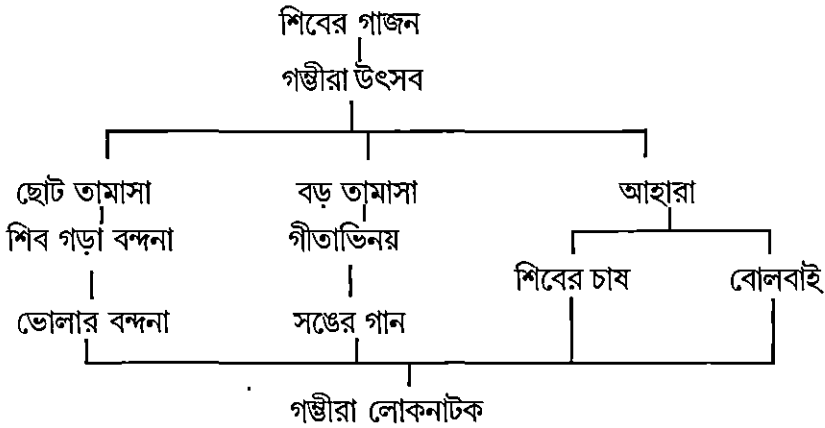 শিবের গাজন
গম্ভীরা উৎসব
ছোট তামাসা বড় তামাসা আহারা
শিব গড়া বন্দনা গীতাভিনয়
শিবের চাষ বোলবাই
ভোলার বন্দনা সঙের গান
গম্ভীরা লোকনাটক